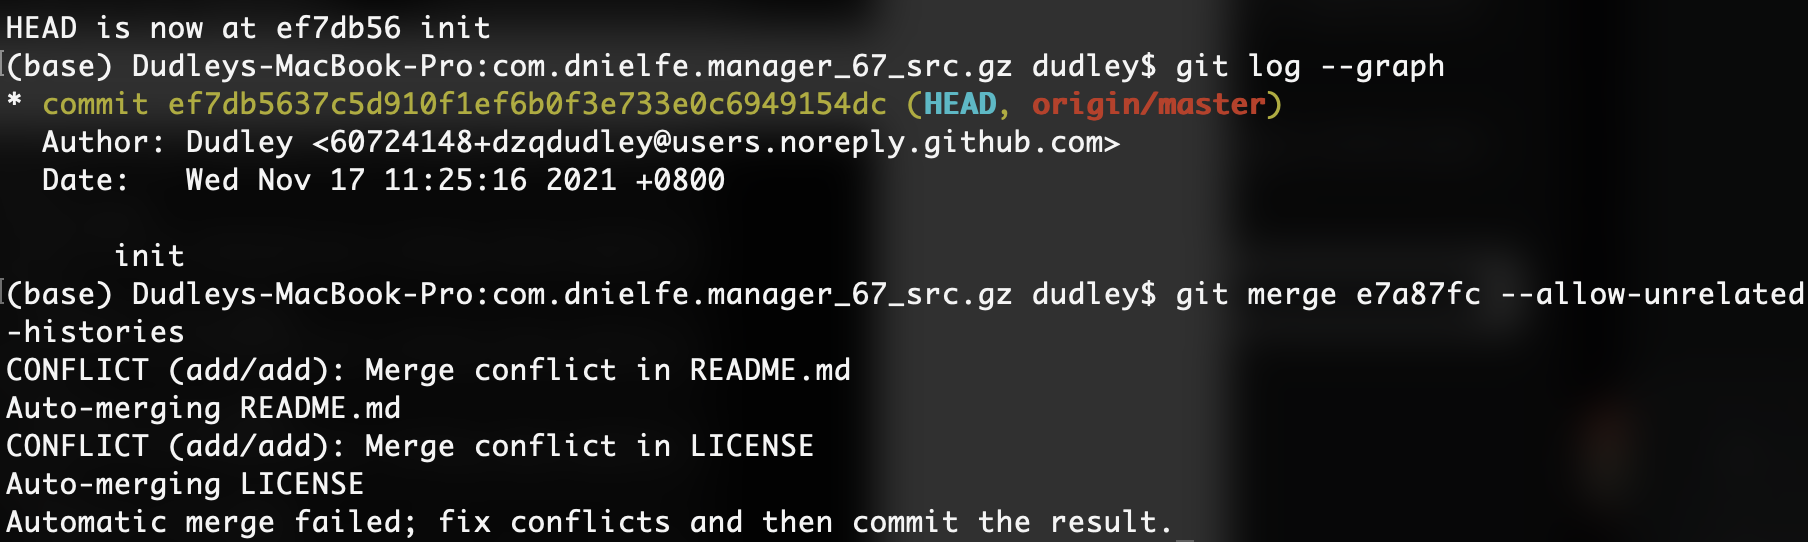 HEAD is now at ef7db56 init
(base) Dudleys-MacBook-Pro:com.dnielfe.manager_67_src.gz dudley$ git log --graph
* commit ef7db5637c5d910f1ef6b0f3e733e0c6949154dc (HEAD, origin/master)
  Author: Dudley <60724148+dzqdudley@users.noreply.github.com>
  Date:   Wed Nov 17 11:25:16 2021 +0800

      init
(base) Dudleys-MacBook-Pro:com.dnielfe.manager_67_src.gz dudley$ git merge e7a87fc --allow-unrelated
-histories
CONFLICT (add/add): Merge conflict in README.md
Auto-merging README.md
CONFLICT (add/add): Merge conflict in LICENSE
Auto-merging LICENSE
Automatic merge failed; fix conflicts and then commit the result.